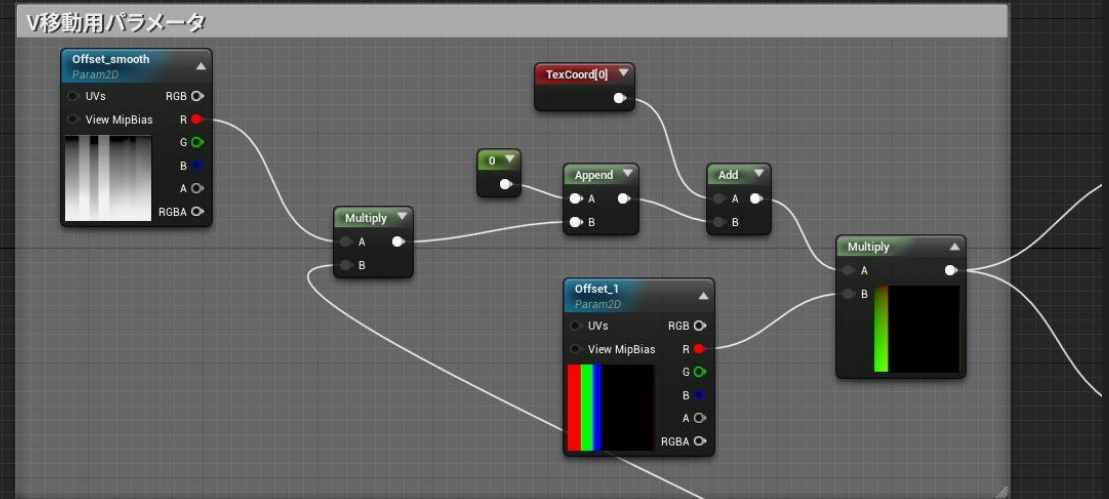 V移動用パラメータ
Offset_smooth
Param2D
UVs RGB
View MipBias R
G
B
A
RGBA
TexCoord[0]
0
Append
A
B
Add
A
B
Multiply
A
B
Multiply
A
B
Offset_1
Param2D
UVs RGB
View MipBias R
G
B
A
RGBA